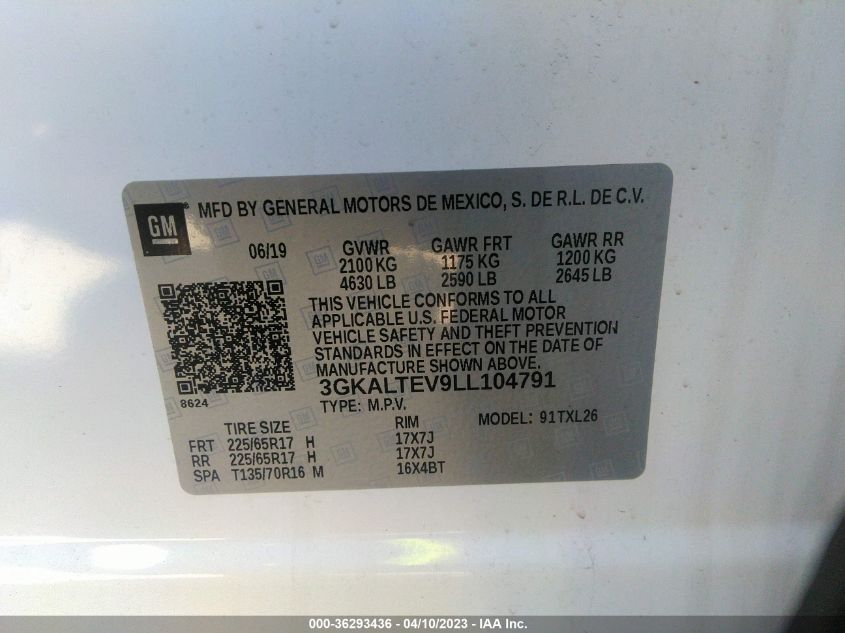 GM ® MFD BY GENERAL MOTORS DE MEXICO, S. DE R.L. DE C.V.
06/19 GVWR GAWR FRT GAWR RR
2100 KG 1175 KG 1200 KG
4630 LB 2590 LB 2645 LB
THIS VEHICLE CONFORMS TO ALL
APPLICABLE U.S. FEDERAL MOTOR
VEHICLE SAFETY AND THEFT PREVENTION
STANDARDS IN EFFECT ON THE DATE OF
MANUFACTURE SHOWN ABOVE.
8624 3GKALTEV9LL104791
TYPE: M.P.V. MODEL: 91TXL26
TIRE SIZE RIM
FRT 225/65R17 H 17X7J
RR 225/65R17 H 17X7J
SPA T135/70R16 M 16X4BT
000-36293436 - 04/10/2023 - IAA Inc.